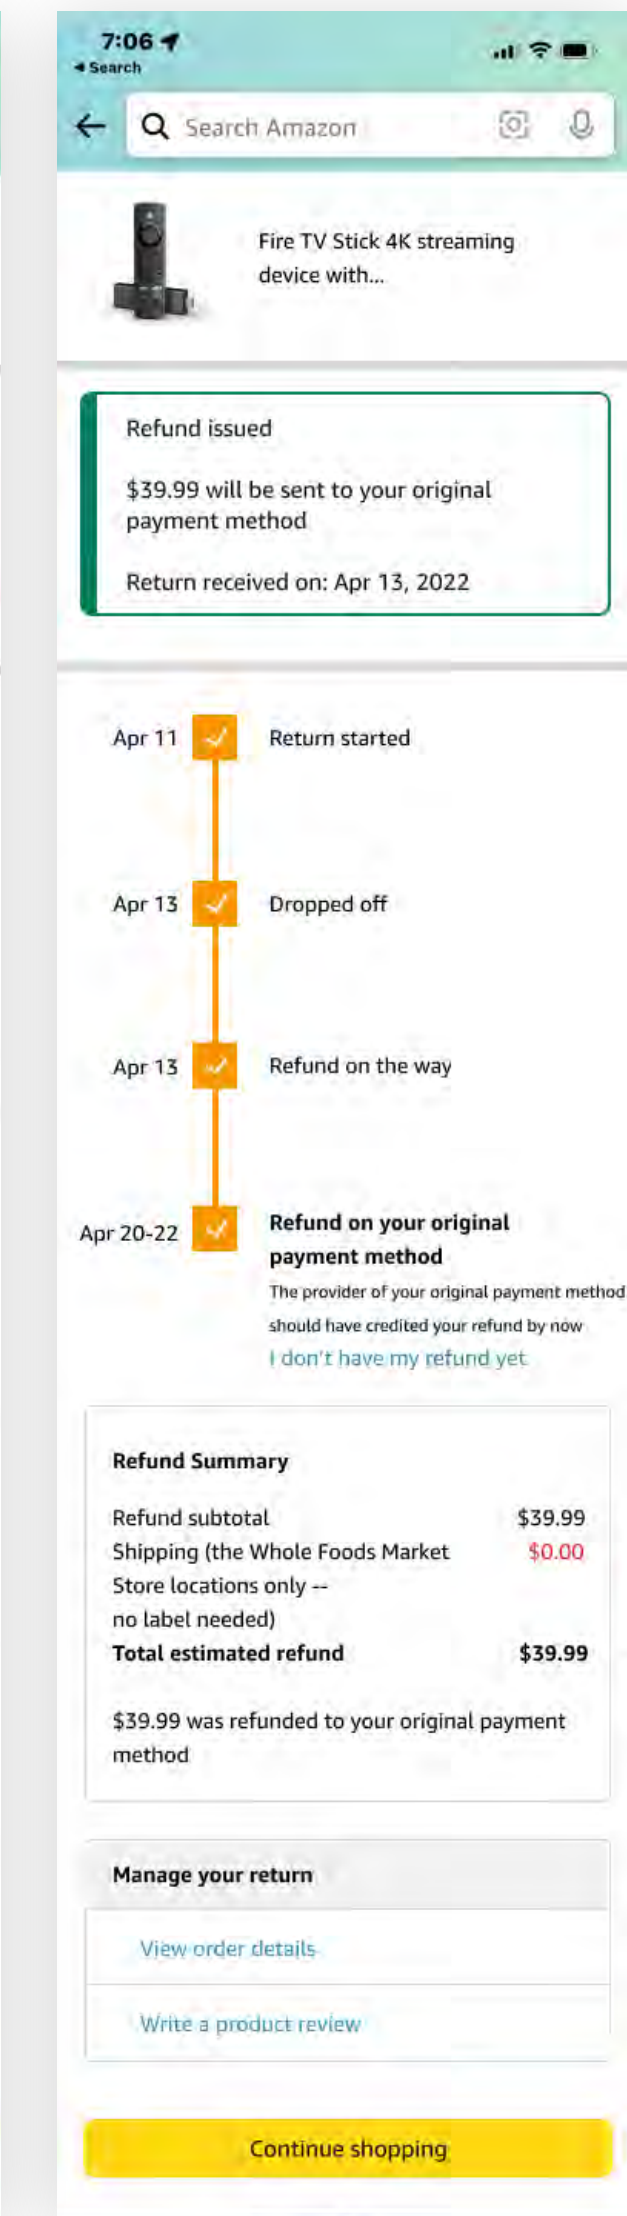 7:06
Search
Search Amazon
Fire TV Stick 4K streaming
device with...
Refund issued
$39.99 will be sent to your original
payment method
Return received on: Apr 13, 2022
Apr 11 Return started
Apr 13 Dropped off
Apr 13 Refund on the way
Apr 20-22 Refund on your original
payment method
The provider of your original payment method
should have credited your refund by now
I don't have my refund yet
Refund Summary
Refund subtotal $39.99
Shipping (the Whole Foods Market $0.00
Store locations only --
no label needed)
Total estimated refund $39.99
$39.99 was refunded to your original payment
method
Manage your return
View order details
Write a product review
Continue shopping